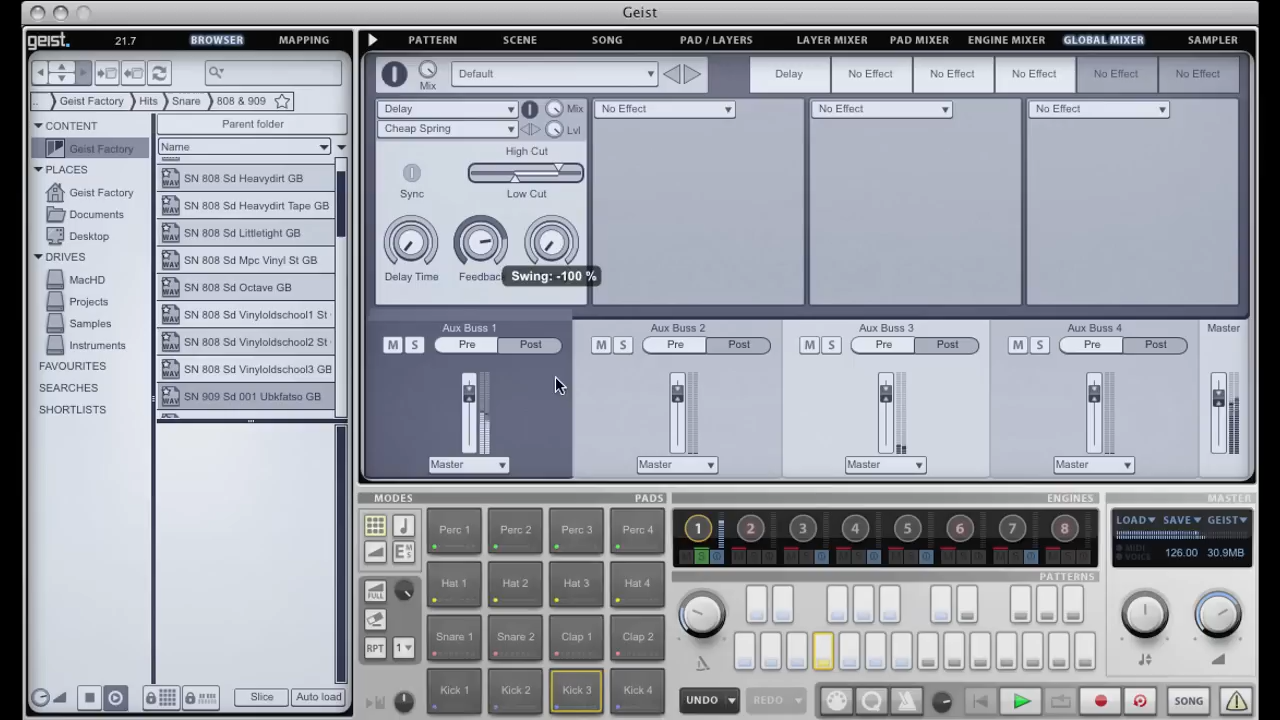 Geist
geist. 21.7 BROWSER MAPPING
PATTERN SCENE SONG PAD / LAYERS LAYER MIXER PAD MIXER ENGINE MIXER GLOBAL MIXER SAMPLER
.. Geist Factory Hits Snare 808 & 909
CONTENT
Geist Factory
PLACES
Geist Factory
Documents
Desktop
DRIVES
MacHD
Projects
Samples
Instruments
FAVOURITES
SEARCHES
SHORTLISTS
Parent folder
Name
SN 808 Sd Heavydirt GB
SN 808 Sd Heavydirt Tape GB
SN 808 Sd Littletight GB
SN 808 Sd Mpc Vinyl St GB
SN 808 Sd Octave GB
SN 808 Sd Vinyloldschool1 St
SN 808 Sd Vinyloldschool2 St
SN 808 Sd Vinyloldschool3 GB
SN 909 Sd 001 Ubkfatso GB
Slice Auto load
Mix Default Delay No Effect No Effect No Effect No Effect No Effect
Delay Mix No Effect No Effect No Effect
Cheap Spring Lvl
High Cut
Sync Low Cut
Delay Time Feedback
Swing: -100 %
Aux Buss 1 Aux Buss 2 Aux Buss 3 Aux Buss 4 Master
M S Pre Post M S Pre Post M S Pre Post M S Pre Post
Master Master Master Master
MODES PADS ENGINES MASTER
Perc 1 Perc 2 Perc 3 Perc 4
Hat 1 Hat 2 Hat 3 Hat 4
Snare 1 Snare 2 Clap 1 Clap 2
Kick 1 Kick 2 Kick 3 Kick 4
E M S
FULL
RPT 1
1 2 3 4 5 6 7 8
PATTERNS
LOAD SAVE GEIST
MIDI
VOICE 126.00 30.9MB
UNDO REDO SONG